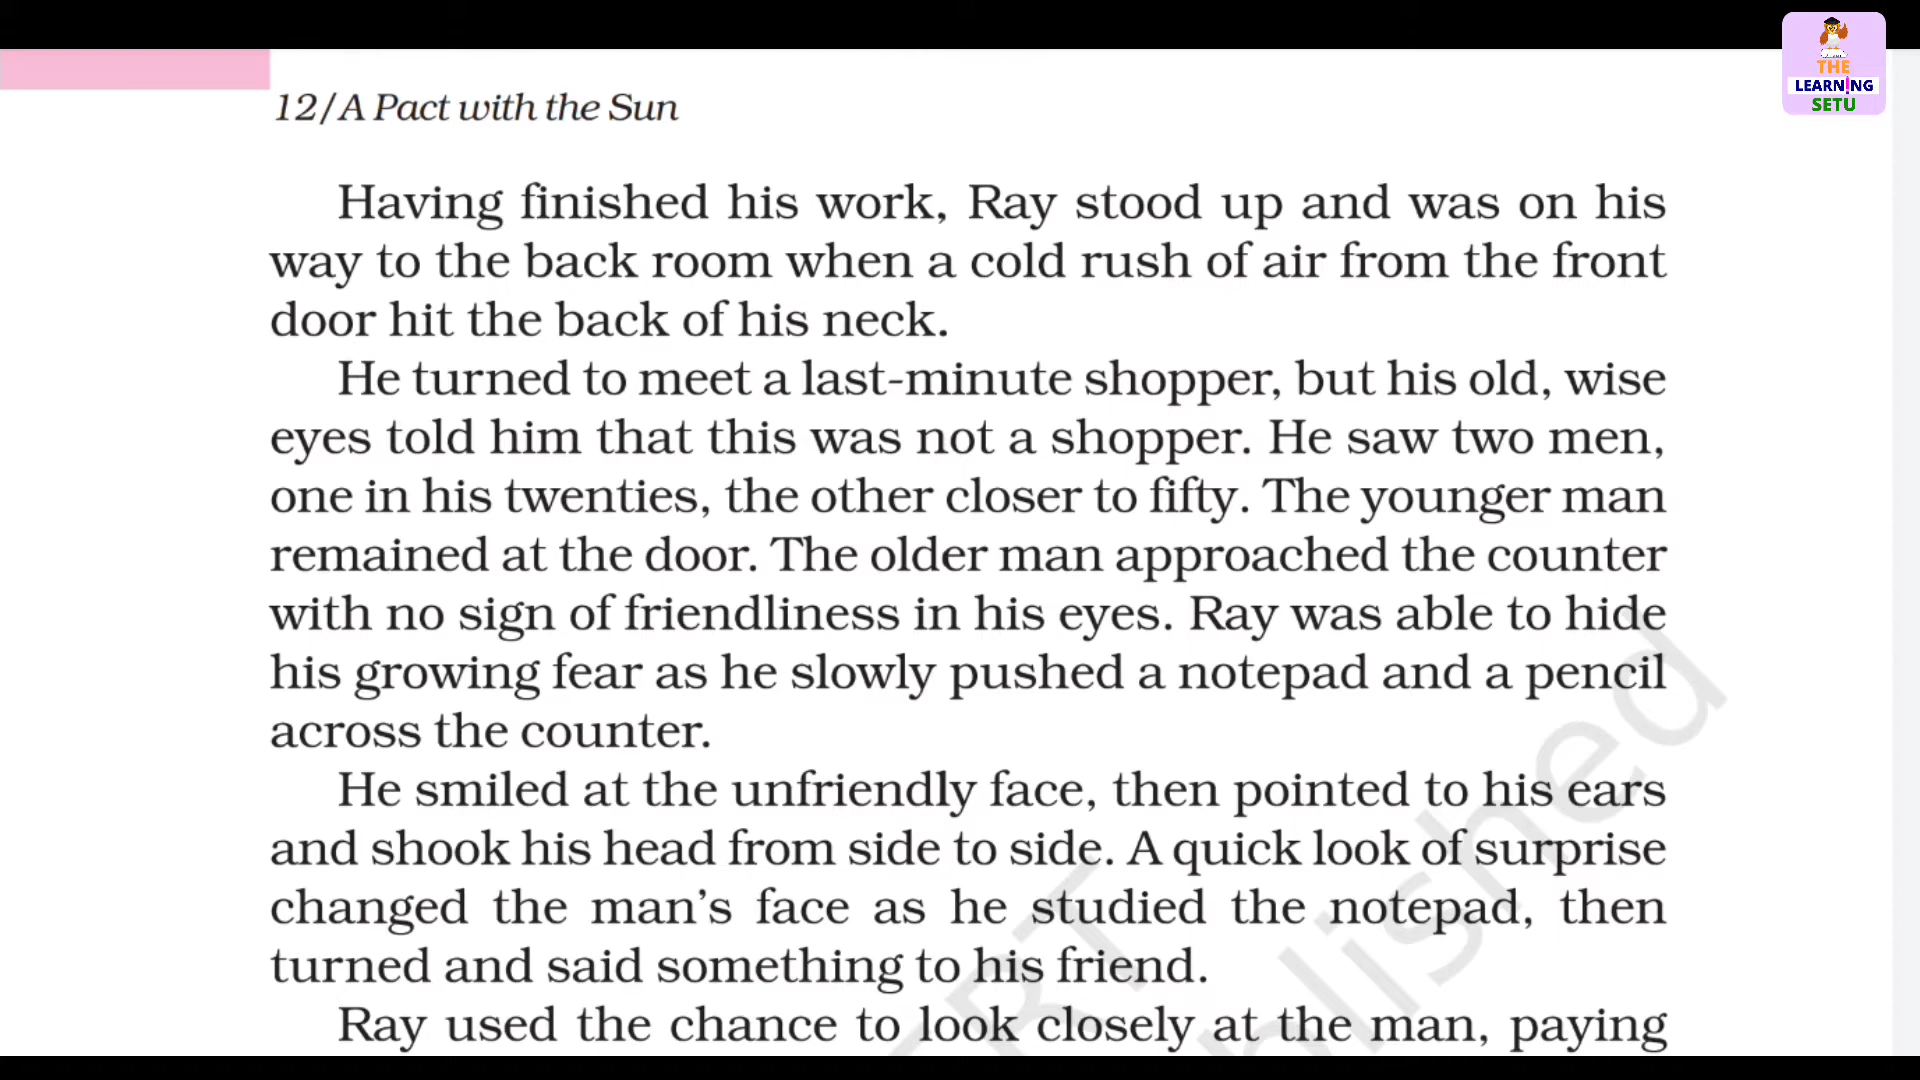 THE
LEARNING
SETU
12/A Pact with the Sun
Having finished his work, Ray stood up and was on his
way to the back room when a cold rush of air from the front
door hit the back of his neck.
He turned to meet a last-minute shopper, but his old, wise
eyes told him that this was not a shopper. He saw two men,
one in his twenties, the other closer to fifty. The younger man
remained at the door. The older man approached the counter
with no sign of friendliness in his eyes. Ray was able to hide
his growing fear as he slowly pushed a notepad and a pencil
across the counter.
He smiled at the unfriendly face, then pointed to his ears
and shook his head from side to side. A quick look of surprise
changed the man’s face as he studied the notepad, then
turned and said something to his friend.
Ray used the chance to look closely at the man, paying